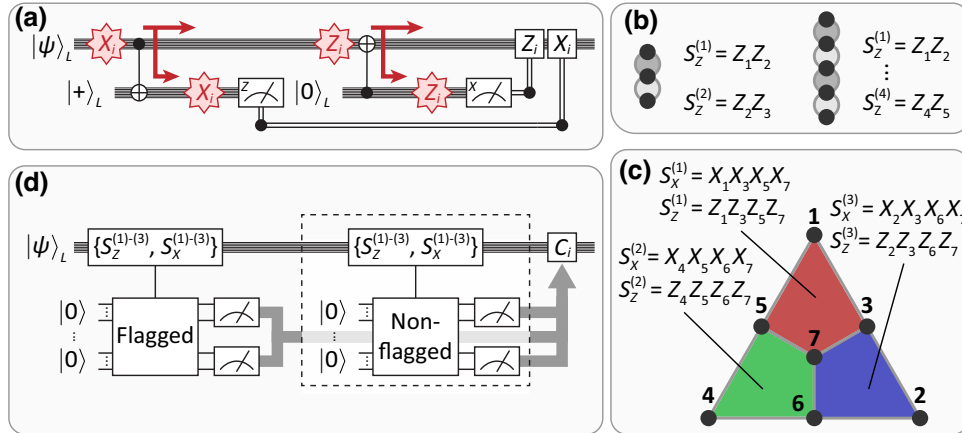 (a)
|ψ⟩L Xi Zi Zi Xi
|+⟩L Xi Z |0⟩L Zi X
(b)
SZ(1) = Z1Z2
SZ(2) = Z2Z3
SZ(1) = Z1Z2
⋮
SZ(4) = Z4Z5
(c)
SX(1) = X1X3X5X7
SZ(1) = Z1Z3Z5Z7
SX(2) = X4X5X6X7
SZ(2) = Z4Z5Z6Z7
SX(3) = X2X3X6X7
SZ(3) = Z2Z3Z6Z7
1
5 3
7
4 6 2
(d)
|ψ⟩L {SZ(1)-(3), SX(1)-(3)} {SZ(1)-(3), SX(1)-(3)} Ci
|0⟩ ⋮ |0⟩ Flagged
|0⟩ ⋮ |0⟩ Non-
flagged